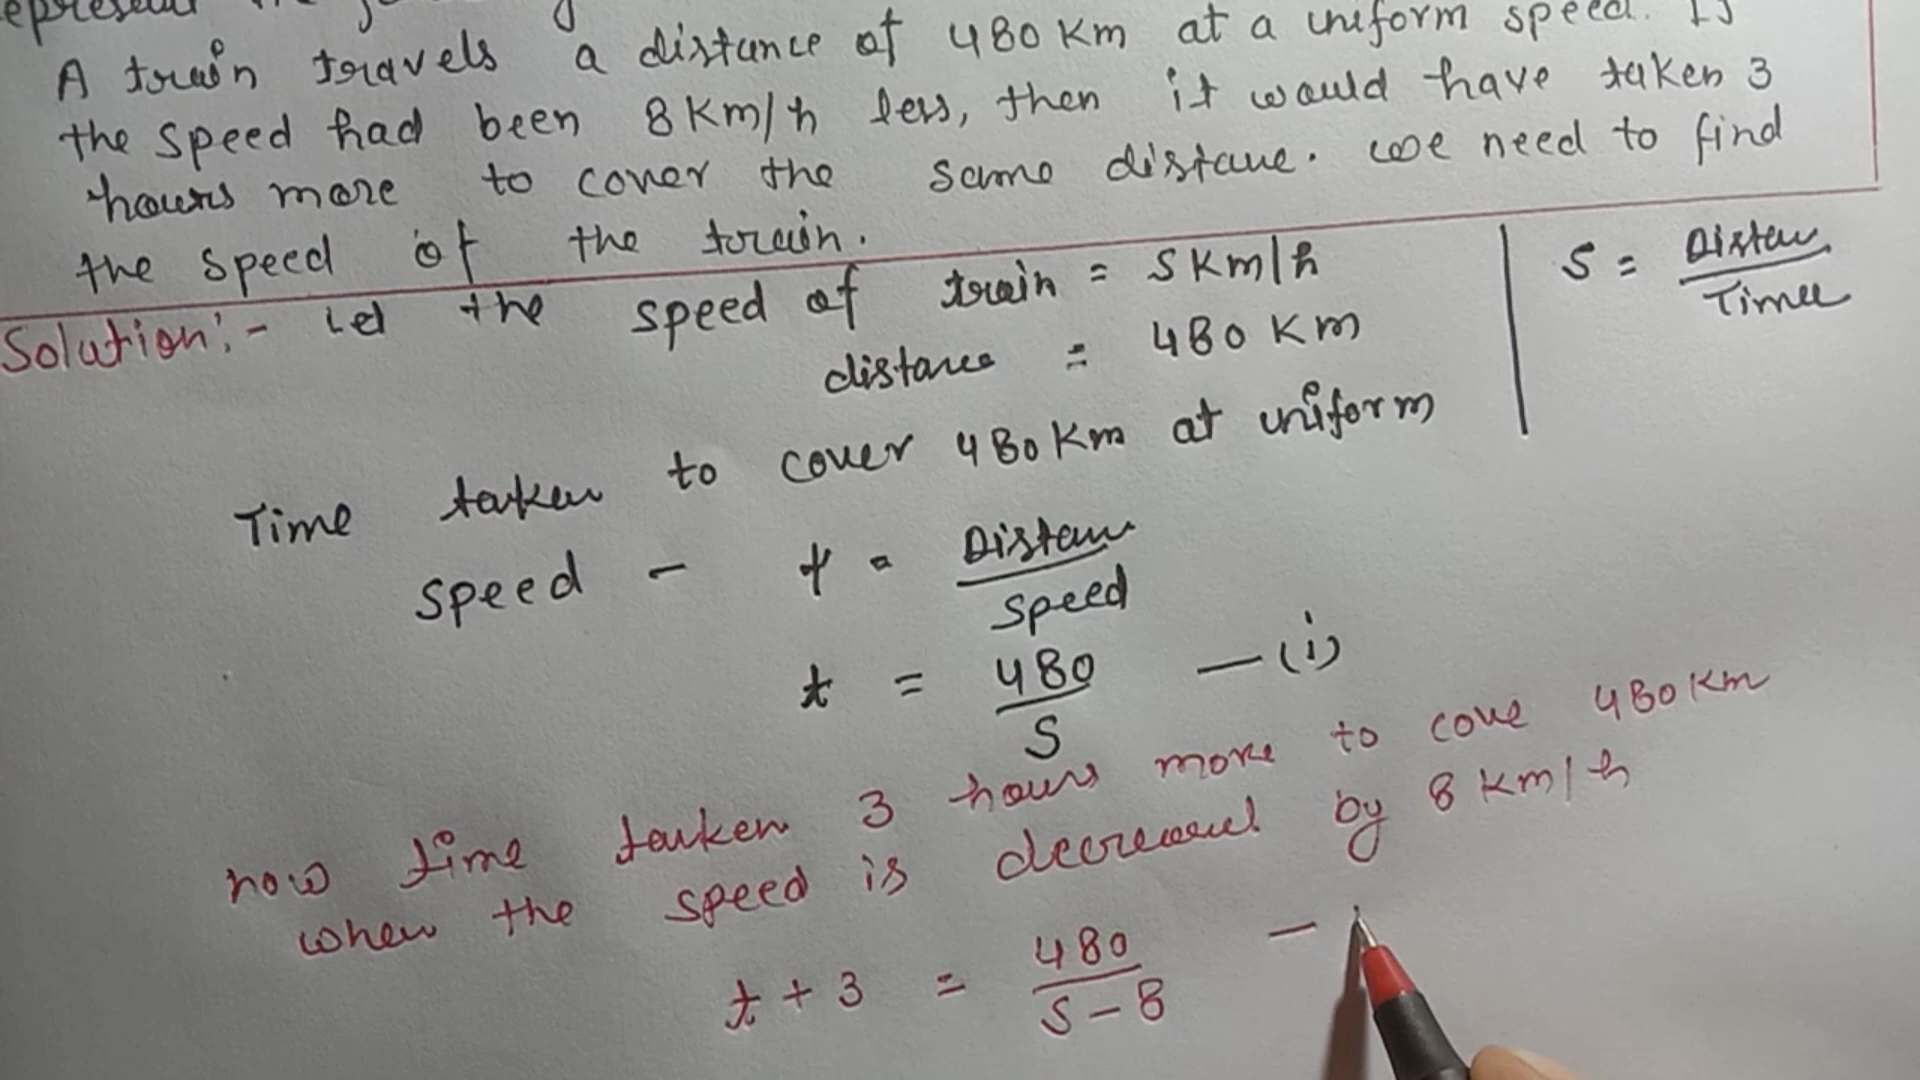 A train travels a distance of 480 Km at a uniform speed. If
the speed had been 8 Km/h less, then it would have taken 3
hours more to cover the same distane. we need to find
the speed of the train.
Solution:- Let the speed of train = S Km/h
distance = 480 Km
S = Distan / Time
Time taken to cover 480 Km at uniform
speed - t = Distan / speed
t = 480 / S — (i)
now time taken 3 hours more to cove 480 Km
when the speed is decreased by 8 Km/h
t + 3 = 480 / S - 8 —